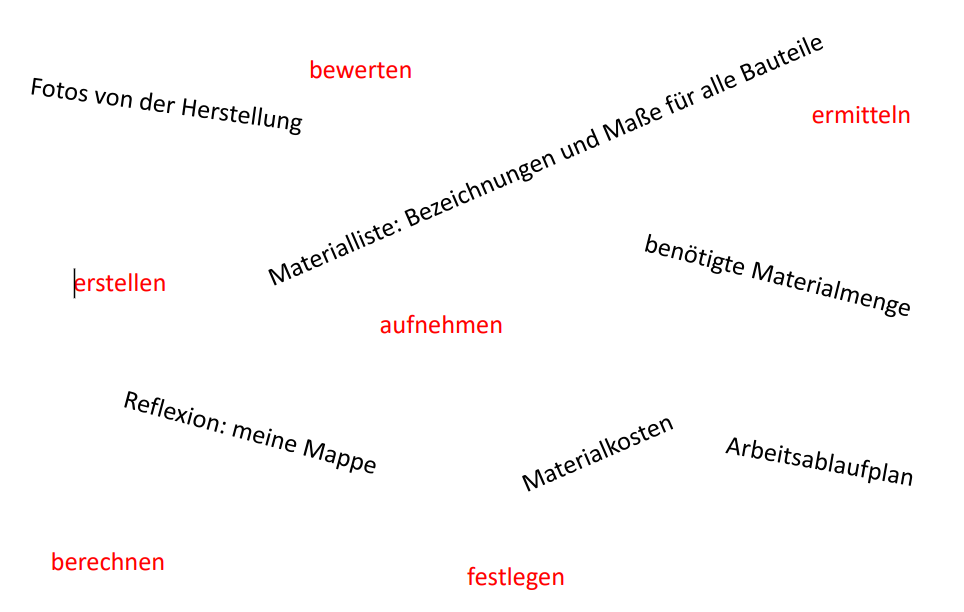 bewerten
Fotos von der Herstellung
Materialliste: Bezeichnungen und Maße für alle Bauteile
ermitteln
erstellen
benötigte Materialmenge
aufnehmen
Reflexion: meine Mappe
Materialkosten
Arbeitsablaufplan
berechnen
festlegen